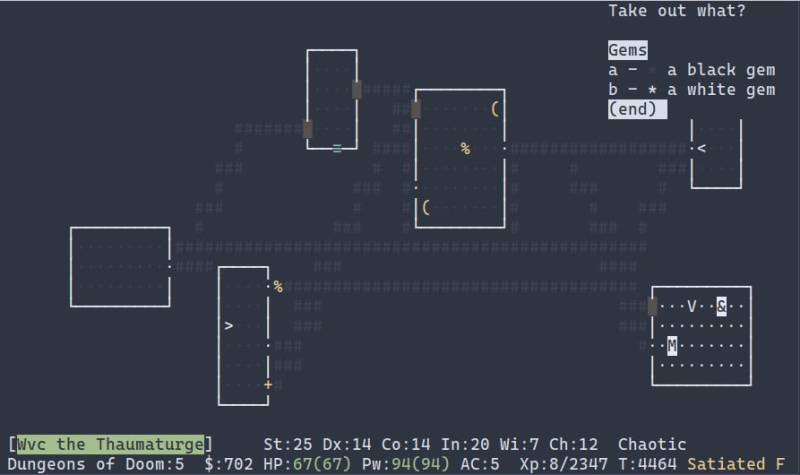 Take out what?
Gems
a - * a black gem
b - * a white gem
(end)
[Wvc the Thaumaturge] St:25 Dx:14 Co:14 In:20 Wi:7 Ch:12 Chaotic
Dungeons of Doom:5 $:702 HP:67(67) Pw:94(94) AC:5 Xp:8/2347 T:4464 Satiated F